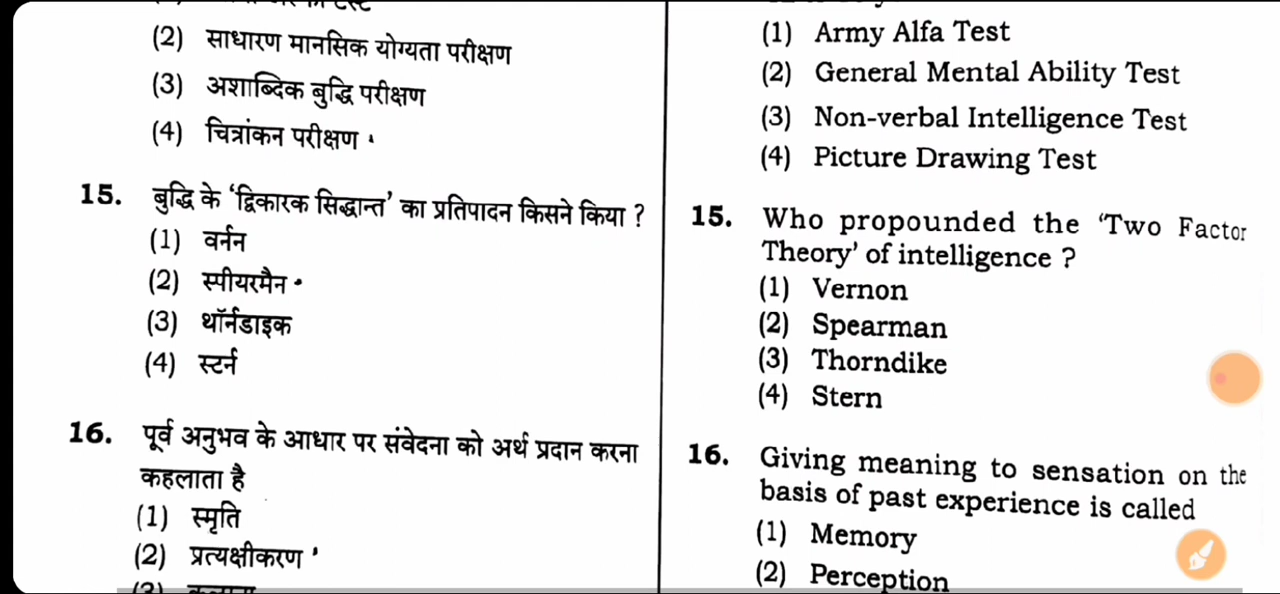 (2) साधारण मानसिक योग्यता परीक्षण
(3) अशाब्दिक बुद्धि परीक्षण
(4) चित्रांकन परीक्षण
15. बुद्धि के ‘द्विकारक सिद्धान्त’ का प्रतिपादन किसने किया ?
(1) वर्नन
(2) स्पीयरमैन
(3) थॉर्नडाइक
(4) स्टर्न
16. पूर्व अनुभव के आधार पर संवेदना को अर्थ प्रदान करना
कहलाता है
(1) स्मृति
(2) प्रत्यक्षीकरण
(1) Army Alfa Test
(2) General Mental Ability Test
(3) Non-verbal Intelligence Test
(4) Picture Drawing Test
15. Who propounded the ‘Two Factor
Theory’ of intelligence ?
(1) Vernon
(2) Spearman
(3) Thorndike
(4) Stern
16. Giving meaning to sensation on the
basis of past experience is called
(1) Memory
(2) Perception